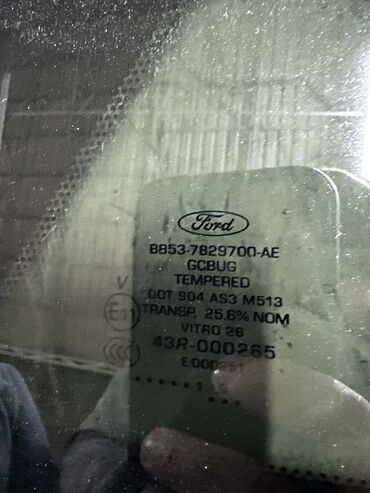 Ford
BB53-7829700-AE
GCBUG
TEMPERED
DOT 904 AS3 M513
TRANSP. 25.6% NOM
VITRO 26
V
E11
43R-000265
E000251